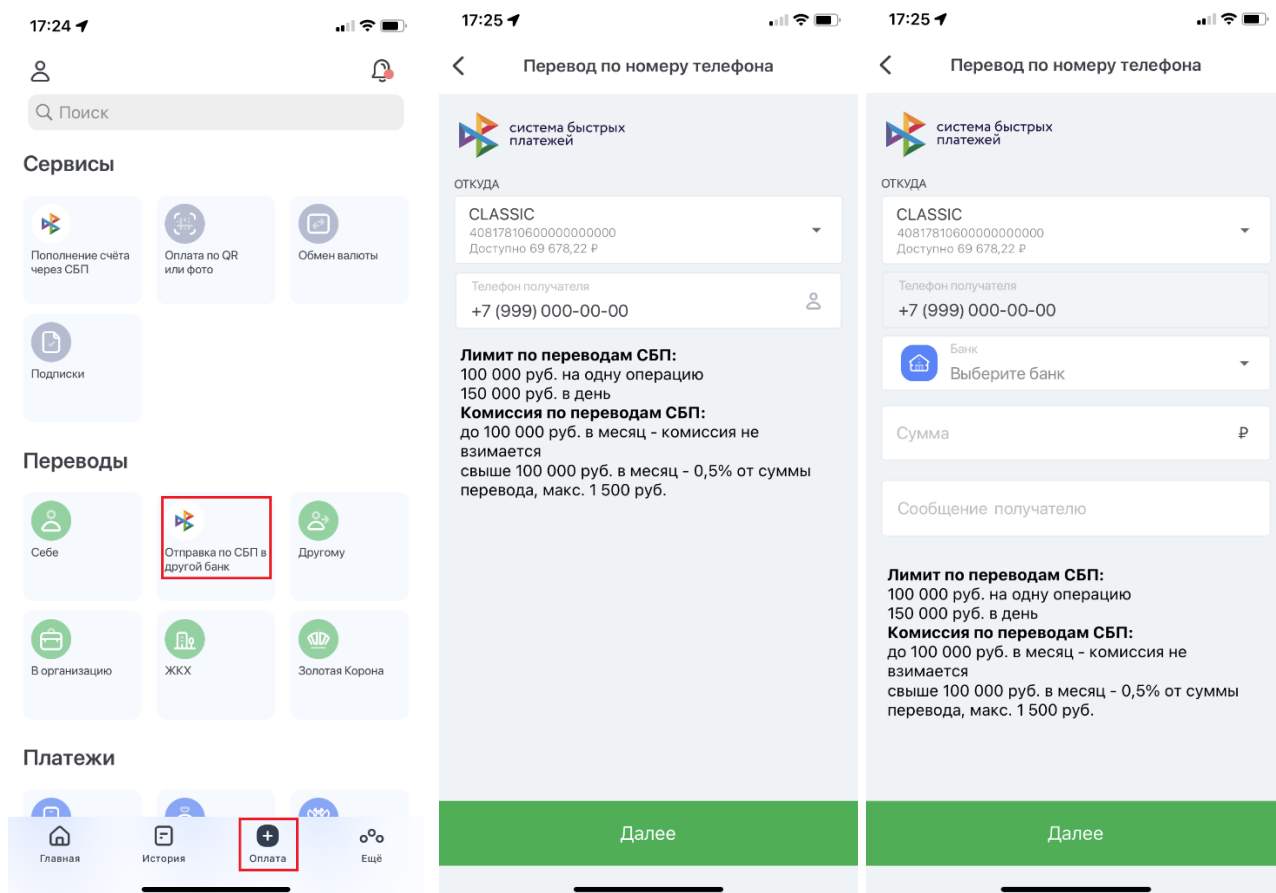 17:24
Поиск
Сервисы
Пополнение счёта
через СБП
Оплата по QR
или фото
Обмен валюты
Подписки
Переводы
Себе
Отправка по СБП в
другой банк
Другому
В организацию
ЖКХ
Золотая Корона
Платежи
Главная
История
Оплата
Ещё
17:25
Перевод по номеру телефона
система быстрых
платежей
ОТКУДА
CLASSIC
40817810600000000000
Доступно 69 678,22 ₽
Телефон получателя
+7 (999) 000-00-00
Лимит по переводам СБП:
100 000 руб. на одну операцию
150 000 руб. в день
Комиссия по переводам СБП:
до 100 000 руб. в месяц - комиссия не
взимается
свыше 100 000 руб. в месяц - 0,5% от суммы
перевода, макс. 1 500 руб.
Далее
17:25
Перевод по номеру телефона
система быстрых
платежей
ОТКУДА
CLASSIC
40817810600000000000
Доступно 69 678,22 ₽
Телефон получателя
+7 (999) 000-00-00
Банк
Выберите банк
Сумма ₽
Сообщение получателю
Лимит по переводам СБП:
100 000 руб. на одну операцию
150 000 руб. в день
Комиссия по переводам СБП:
до 100 000 руб. в месяц - комиссия не
взимается
свыше 100 000 руб. в месяц - 0,5% от суммы
перевода, макс. 1 500 руб.
Далее